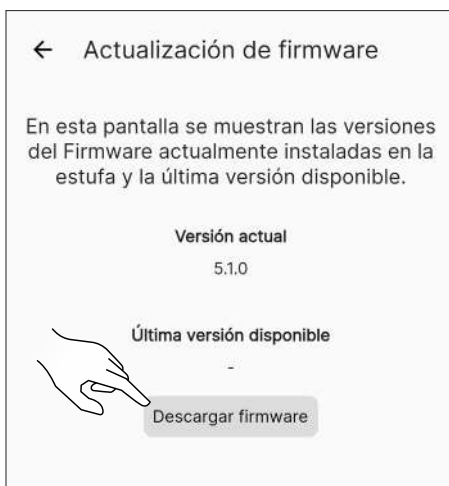 ← Actualización de firmware
En esta pantalla se muestran las versiones
del Firmware actualmente instaladas en la
estufa y la última versión disponible.
Versión actual
5.1.0
Última versión disponible
-
Descargar firmware